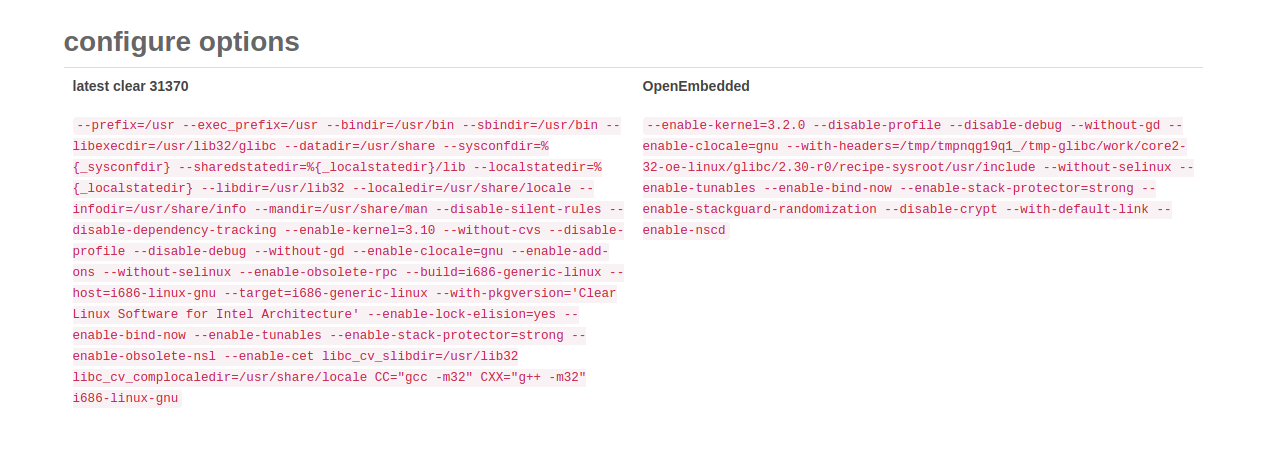 configure options
latest clear 31370
--prefix=/usr --exec_prefix=/usr --bindir=/usr/bin --sbindir=/usr/bin --
libexecdir=/usr/lib32/glibc --datadir=/usr/share --sysconfdir=%
{_sysconfdir} --sharedstatedir=%{_localstatedir}/lib --localstatedir=%
{_localstatedir} --libdir=/usr/lib32 --localedir=/usr/share/locale --
infodir=/usr/share/info --mandir=/usr/share/man --disable-silent-rules --
disable-dependency-tracking --enable-kernel=3.10 --without-cvs --disable-
profile --disable-debug --without-gd --enable-clocale=gnu --enable-add-
ons --without-selinux --enable-obsolete-rpc --build=i686-generic-linux --
host=i686-linux-gnu --target=i686-generic-linux --with-pkgversion='Clear
Linux Software for Intel Architecture' --enable-lock-elision=yes --
enable-bind-now --enable-tunables --enable-stack-protector=strong --
enable-obsolete-nsl --enable-cet libc_cv_slibdir=/usr/lib32
libc_cv_complocaledir=/usr/share/locale CC="gcc -m32" CXX="g++ -m32"
i686-linux-gnu
OpenEmbedded
--enable-kernel=3.2.0 --disable-profile --disable-debug --without-gd --
enable-clocale=gnu --with-headers=/tmp/tmpnqg19q1_/tmp-glibc/work/core2-
32-oe-linux/glibc/2.30-r0/recipe-sysroot/usr/include --without-selinux --
enable-tunables --enable-bind-now --enable-stack-protector=strong --
enable-stackguard-randomization --disable-crypt --with-default-link --
enable-nscd